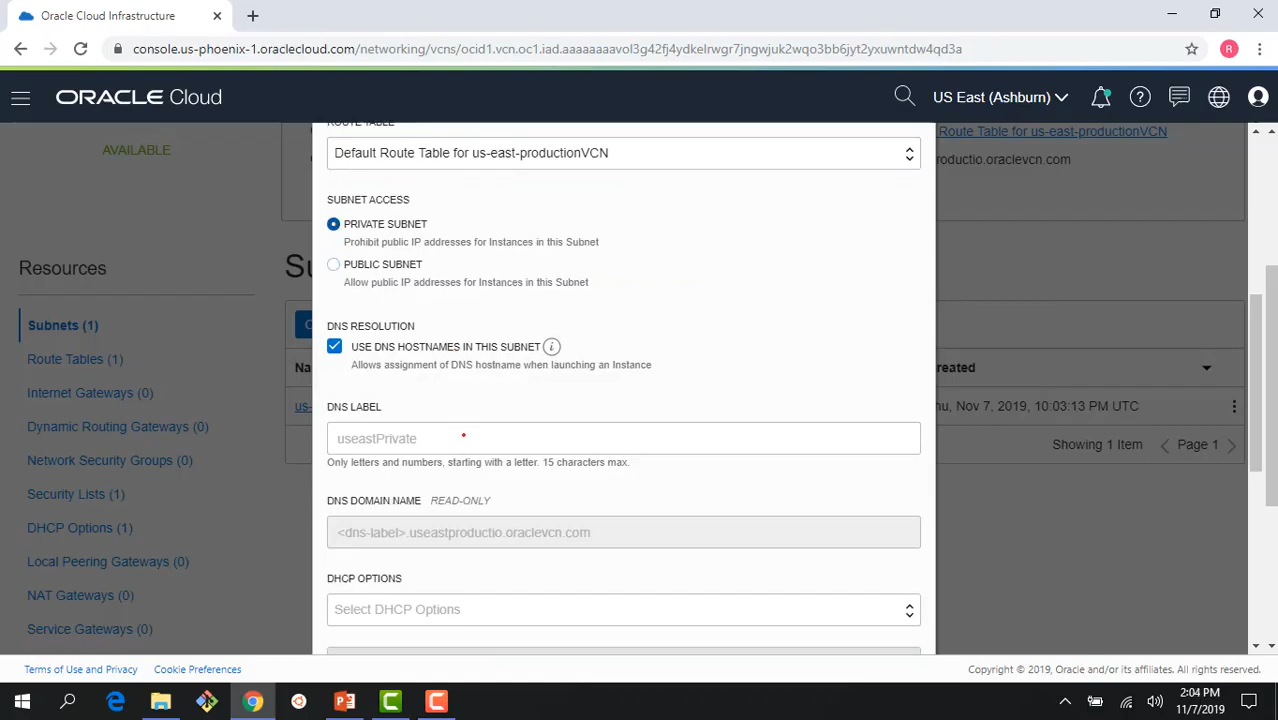 Oracle Cloud Infrastructure
console.us-phoenix-1.oraclecloud.com/networking/vcns/ocid1.vcn.oc1.iad.aaaaaaaavol3g42fj4ydkelrwgr7jngwjuk2wqo3bb6jyt2yxuwntdw4qd3a
R
ORACLE Cloud
US East (Ashburn)
AVAILABLE
ROUTE TABLE
Route Table for us-east-productionVCN
Default Route Table for us-east-productionVCN
productio.oraclevcn.com
SUBNET ACCESS
PRIVATE SUBNET
Prohibit public IP addresses for Instances in this Subnet
PUBLIC SUBNET
Allow public IP addresses for Instances in this Subnet
Resources
Subnets (1)
Route Tables (1)
Internet Gateways (0)
Dynamic Routing Gateways (0)
Network Security Groups (0)
Security Lists (1)
DHCP Options (1)
Local Peering Gateways (0)
NAT Gateways (0)
Service Gateways (0)
DNS RESOLUTION
USE DNS HOSTNAMES IN THIS SUBNET
Allows assignment of DNS hostname when launching an Instance
DNS LABEL
useastPrivate
Only letters and numbers, starting with a letter. 15 characters max.
DNS DOMAIN NAME READ-ONLY
<dns-label>.useastproductio.oraclevcn.com
DHCP OPTIONS
Select DHCP Options
Na
us-
reated
hu, Nov 7, 2019, 10:03:13 PM UTC
Showing 1 Item
Page 1
Terms of Use and Privacy
Cookie Preferences
Copyright © 2019, Oracle and/or its affiliates. All rights reserved.
2:04 PM
11/7/2019